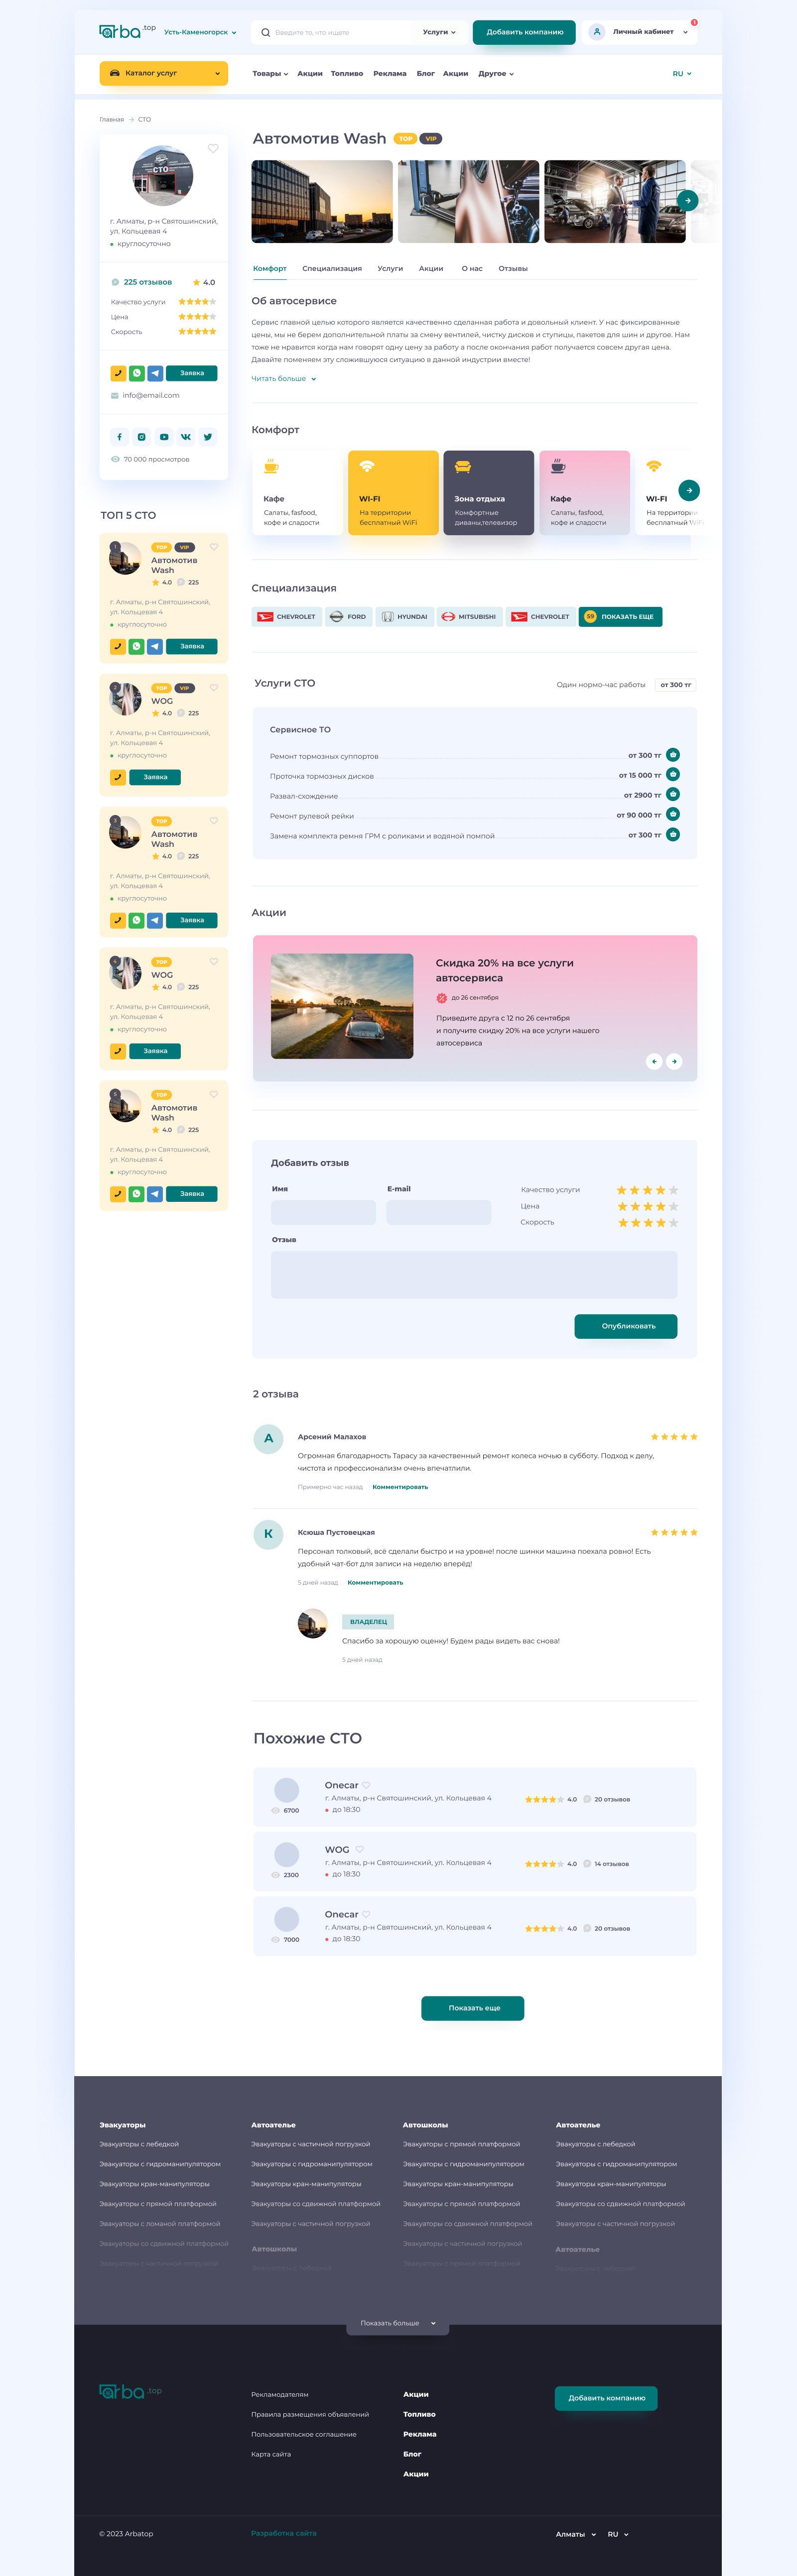 arba .top
Усть-Каменогорск
Введите то, что ищете
Услуги
Добавить компанию
Личный кабинет
1
Каталог услуг
Товары
Акции
Топливо
Реклама
Блог
Акции
Другое
RU
Главная
СТО
СТО
г. Алматы, р-н Святошинский,
ул. Кольцевая 4
круглосуточно
225 отзывов
4.0
Качество услуги
Цена
Скорость
Заявка
info@email.com
70 000 просмотров
ТОП 5 СТО
1
TOP
VIP
Автомотив
Wash
4.0
225
г. Алматы, р-н Святошинский,
ул. Кольцевая 4
круглосуточно
Заявка
2
TOP
VIP
WOG
4.0
225
г. Алматы, р-н Святошинский,
ул. Кольцевая 4
круглосуточно
Заявка
3
TOP
Автомотив
Wash
4.0
225
г. Алматы, р-н Святошинский,
ул. Кольцевая 4
круглосуточно
Заявка
4
TOP
WOG
4.0
225
г. Алматы, р-н Святошинский,
ул. Кольцевая 4
круглосуточно
Заявка
5
TOP
Автомотив
Wash
4.0
225
г. Алматы, р-н Святошинский,
ул. Кольцевая 4
круглосуточно
Заявка
Автомотив Wash
TOP
VIP
Комфорт
Специализация
Услуги
Акции
О нас
Отзывы
Об автосервисе
Сервис главной целью которого является качественно сделанная работа и довольный клиент. У нас фиксированные
цены, мы не берем дополнительной платы за смену вентилей, чистку дисков и ступицы, пакетов для шин и другое. Нам
тоже не нравится когда нам говорят одну цену за работу а после окончания работ получается совсем другая цена.
Давайте поменяем эту сложившуюся ситуацию в данной индустрии вместе!
Читать больше
Комфорт
Кафе
Салаты, fasfood,
кофе и сладости
WI-FI
На территории
бесплатный WiFi
Зона отдыха
Комфортные
диваны,телевизор
Кафе
Салаты, fasfood,
кофе и сладости
WI-FI
На территории
бесплатный WiFi
Специализация
CHEVROLET
FORD
HYUNDAI
MITSUBISHI
CHEVROLET
59
ПОКАЗАТЬ ЕЩЕ
Услуги СТО
Один нормо-час работы
от 300 тг
Сервисное ТО
Ремонт тормозных суппортов
от 300 тг
Проточка тормозных дисков
от 15 000 тг
Развал-схождение
от 2900 тг
Ремонт рулевой рейки
от 90 000 тг
Замена комплекта ремня ГРМ с роликами и водяной помпой
от 300 тг
Акции
Скидка 20% на все услуги
автосервиса
до 26 сентября
Приведите друга с 12 по 26 сентября
и получите скидку 20% на все услуги нашего
автосервиса
Добавить отзыв
Имя
E-mail
Качество услуги
Цена
Скорость
Отзыв
Опубликовать
2 отзыва
А
Арсений Малахов
Огромная благодарность Тарасу за качественный ремонт колеса ночью в субботу. Подход к делу,
чистота и профессионализм очень впечатлили.
Примерно час назад
Комментировать
К
Ксюша Пустовецкая
Персонал толковый, всё сделали быстро и на уровне! после шинки машина поехала ровно! Есть
удобный чат-бот для записи на неделю вперёд!
5 дней назад
Комментировать
ВЛАДЕЛЕЦ
Спасибо за хорошую оценку! Будем рады видеть вас снова!
5 дней назад
Похожие СТО
Onecar
г. Алматы, р-н Святошинский, ул. Кольцевая 4
до 18:30
6700
4.0
20 отзывов
WOG
г. Алматы, р-н Святошинский, ул. Кольцевая 4
до 18:30
2300
4.0
14 отзывов
Onecar
г. Алматы, р-н Святошинский, ул. Кольцевая 4
до 18:30
7000
4.0
20 отзывов
Показать еще
Эвакуаторы
Эвакуаторы с лебедкой
Эвакуаторы с гидроманипулятором
Эвакуаторы кран-манипуляторы
Эвакуаторы с прямой платформой
Эвакуаторы с ломаной платформой
Эвакуаторы со сдвижной платформой
Эвакуаторы с частичной погрузкой
Автоателье
Эвакуаторы с частичной погрузкой
Эвакуаторы с гидроманипулятором
Эвакуаторы кран-манипуляторы
Эвакуаторы со сдвижной платформой
Эвакуаторы с частичной погрузкой
Автошколы
Автошколы
Эвакуаторы с прямой платформой
Эвакуаторы с гидроманипулятором
Эвакуаторы кран-манипуляторы
Эвакуаторы с прямой платформой
Эвакуаторы со сдвижной платформой
Эвакуаторы с частичной погрузкой
Автоателье
Эвакуаторы с лебедкой
Эвакуаторы с гидроманипулятором
Эвакуаторы кран-манипуляторы
Эвакуаторы со сдвижной платформой
Эвакуаторы с частичной погрузкой
Автоателье
Показать больше
arba .top
Рекламодателям
Правила размещения объявлений
Пользовательское соглашение
Карта сайта
Акции
Топливо
Реклама
Блог
Акции
Добавить компанию
© 2023 Arbatop
Разработка сайта
Алматы
RU